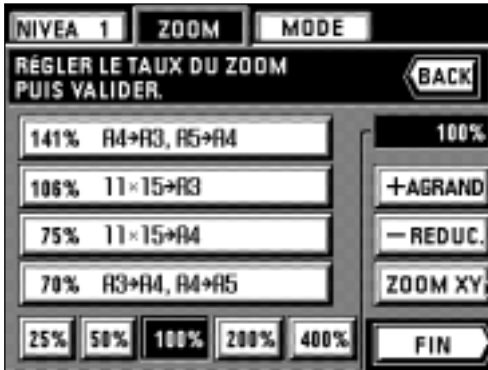 NIVEA 1 ZOOM MODE
RÉGLER LE TAUX DU ZOOM
PUIS VALIDER.
BACK
141% A4→A3, A5→A4
106% 11×15→A3
75% 11×15→A4
70% A3→A4, A4→A5
25% 50% 100% 200% 400%
100%
+AGRAND
−REDUC.
ZOOM XY
FIN